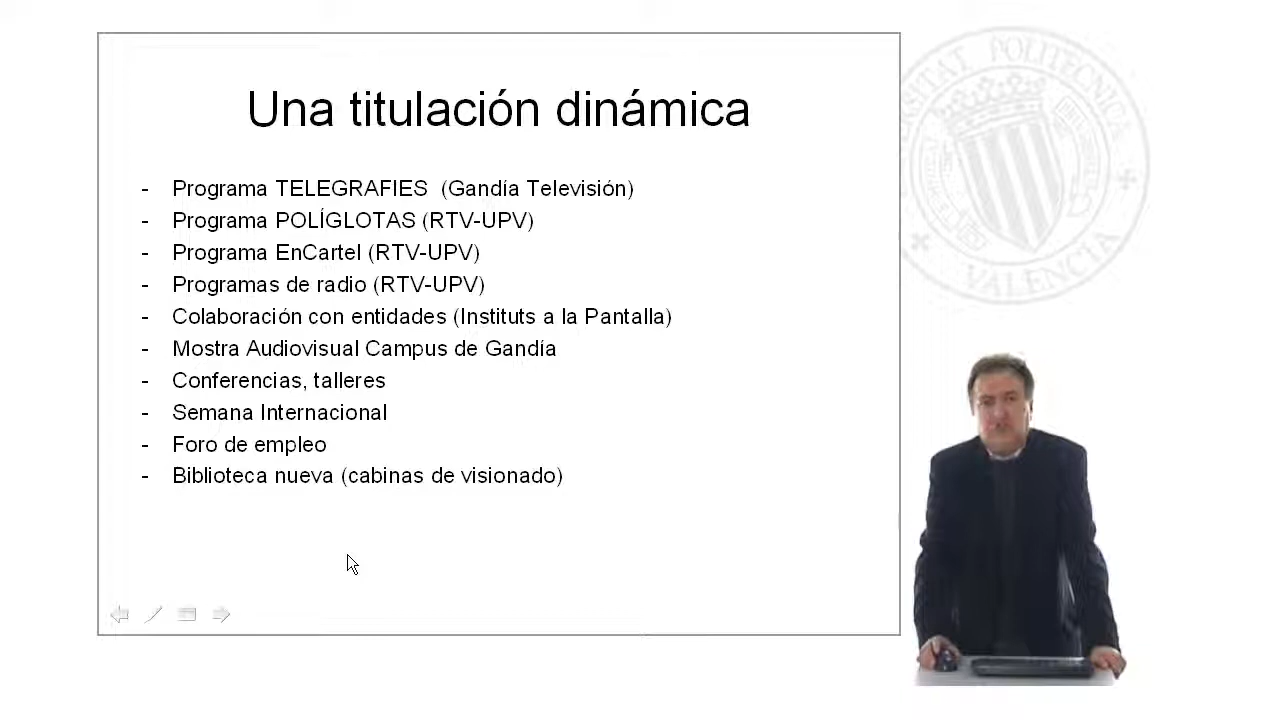 Una titulación dinámica
- Programa TELEGRAFIES (Gandía Televisión)
- Programa POLÍGLOTAS (RTV-UPV)
- Programa EnCartel (RTV-UPV)
- Programas de radio (RTV-UPV)
- Colaboración con entidades (Instituts a la Pantalla)
- Mostra Audiovisual Campus de Gandía
- Conferencias, talleres
- Semana Internacional
- Foro de empleo
- Biblioteca nueva (cabinas de visionado)
POLITECNICA
VALENCIA